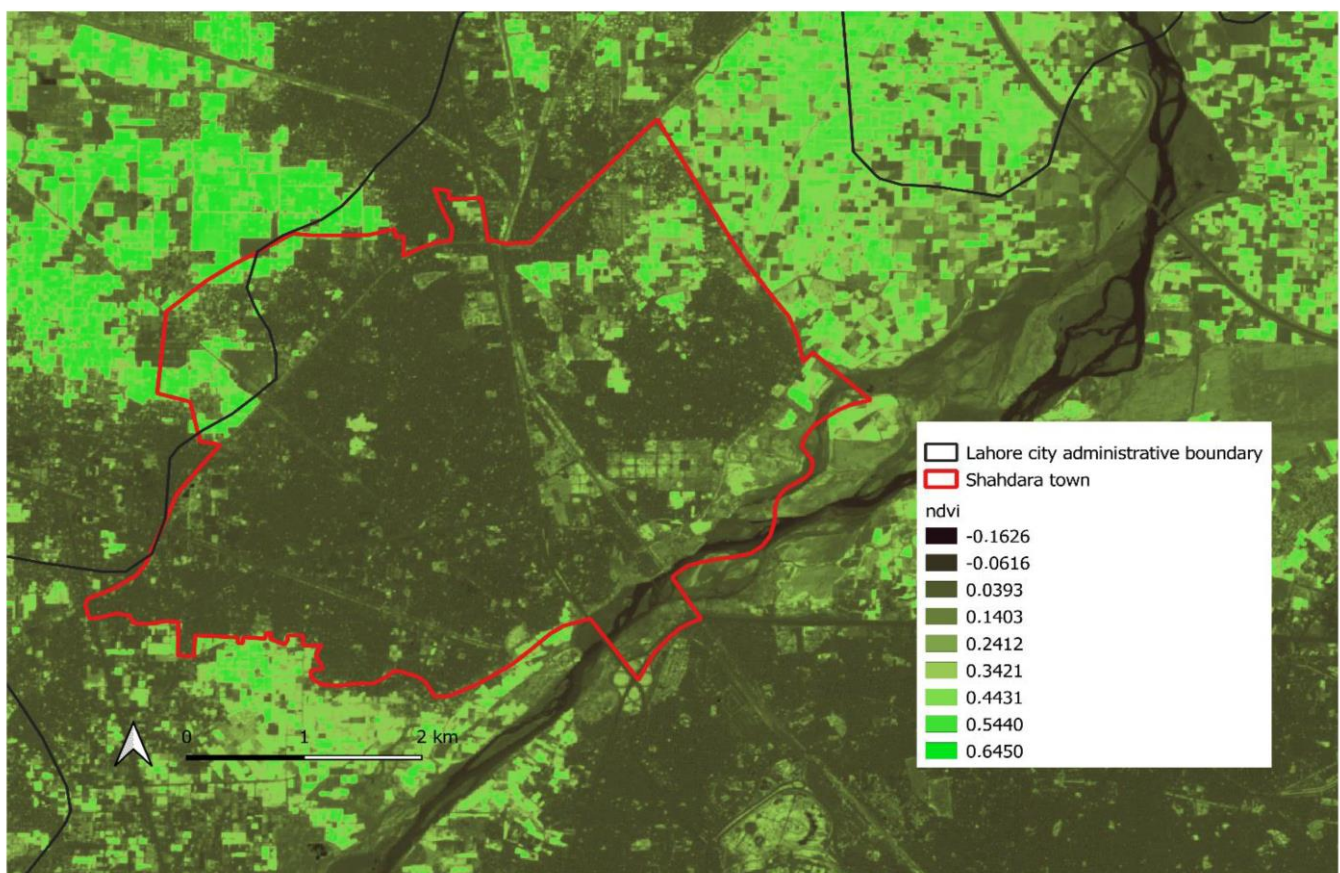 Lahore city administrative boundary
Shahdara town
ndvi
-0.1626
-0.0616
0.0393
0.1403
0.2412
0.3421
0.4431
0.5440
0.6450
0 1 2 km